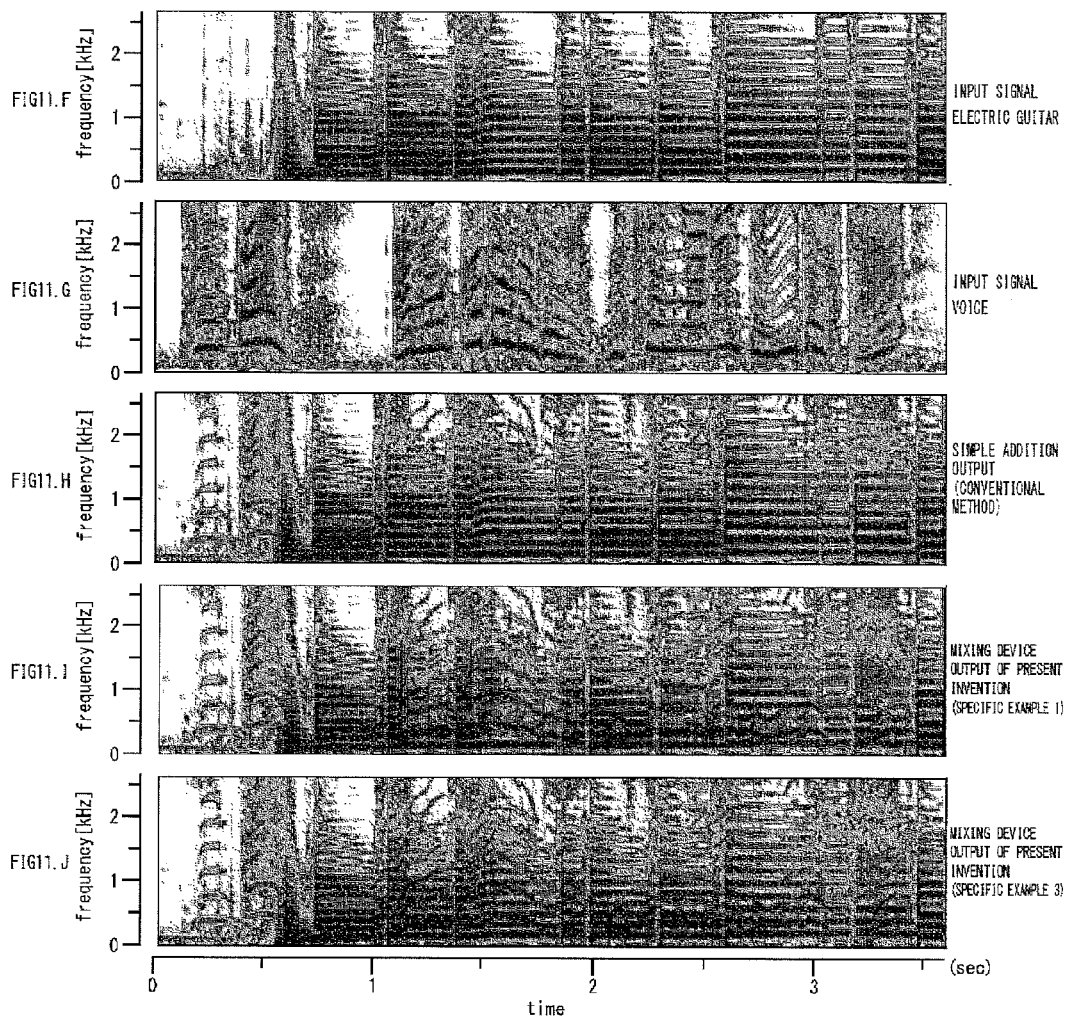 FIG11.F
frequency[kHz]
2
1
0
INPUT SIGNAL
ELECTRIC GUITAR
FIG11.G
frequency[kHz]
2
1
0
INPUT SIGNAL
VOICE
FIG11.H
frequency[kHz]
2
1
0
SIMPLE ADDITION
OUTPUT
(CONVENTIONAL
METHOD)
FIG11.I
frequency[kHz]
2
1
0
MIXING DEVICE
OUTPUT OF PRESENT
INVENTION
(SPECIFIC EXAMPLE 1)
FIG11.J
frequency[kHz]
2
1
0
MIXING DEVICE
OUTPUT OF PRESENT
INVENTION
(SPECIFIC EXAMPLE 3)
0
1
2
3
(sec)
time